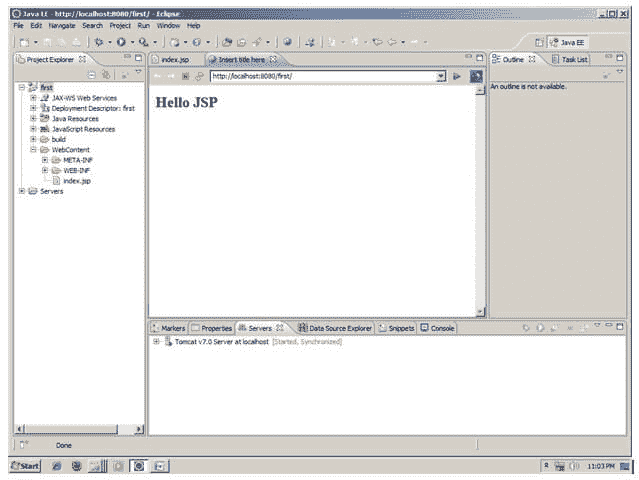 Java EE - http://localhost:8080/first/ - Eclipse
File Edit Navigate Search Project Run Window Help
Java EE
Project Explorer
index.jsp
Insert title here
Outline
Task List
http://localhost:8080/first/
An outline is not available.
first
JAX-WS Web Services
Deployment Descriptor: first
Java Resources
JavaScript Resources
build
WebContent
META-INF
WEB-INF
index.jsp
Servers
Hello JSP
Markers Properties Servers Data Source Explorer Snippets Console
Tomcat v7.0 Server at localhost [Started, Synchronized]
Done
Start
11:03 PM